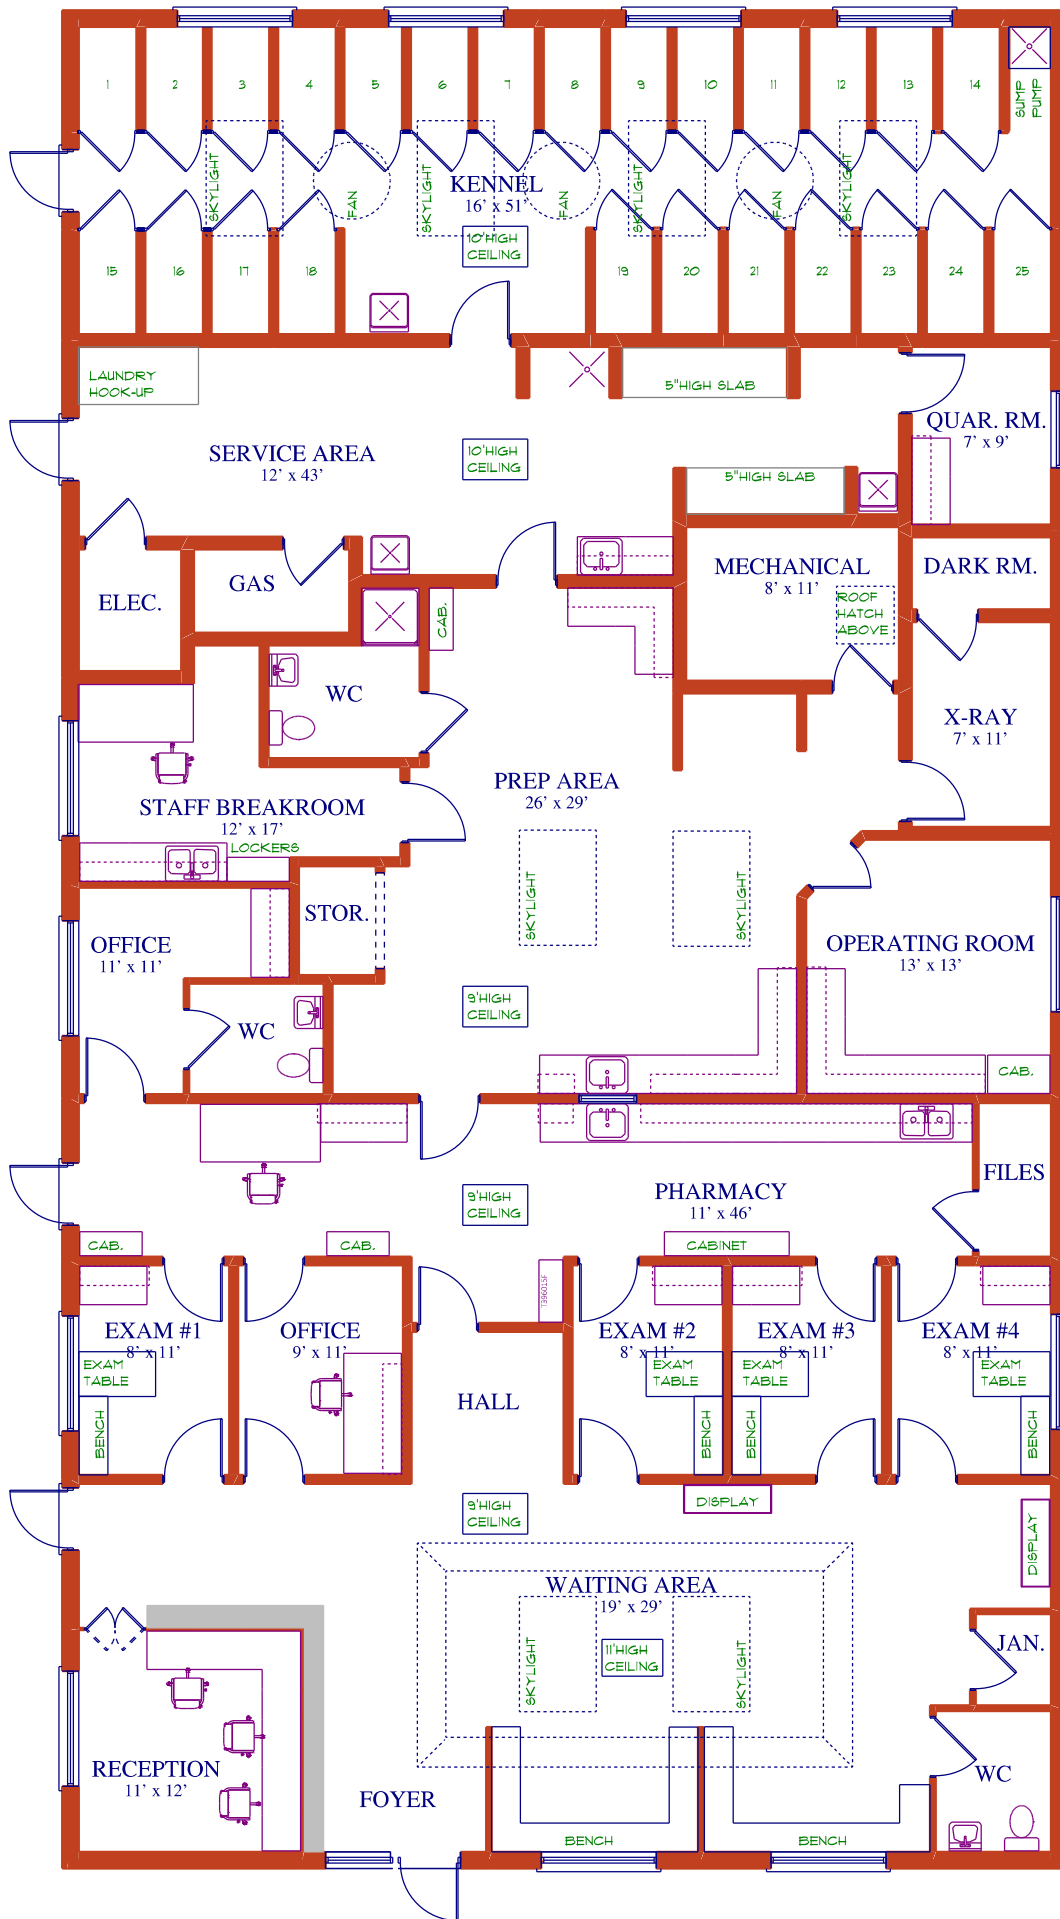 1 2 3 4 5 6 7 8 9 10 11 12 13 14
SUMP
PUMP
SKYLIGHT
FAN
SKYLIGHT
KENNEL
16’ x 51’
FAN
SKYLIGHT
FAN
SKYLIGHT
10'HIGH
CEILING
15 16 17 18 19 20 21 22 23 24 25
LAUNDRY
HOOK-UP
5"HIGH SLAB
QUAR. RM.
7’ x 9’
SERVICE AREA
12’ x 43’
10'HIGH
CEILING
5"HIGH SLAB
ELEC.
GAS
CAB.
MECHANICAL
8’ x 11’
ROOF
HATCH
ABOVE
DARK RM.
WC
X-RAY
7’ x 11’
PREP AREA
26’ x 29’
STAFF BREAKROOM
12’ x 17’
LOCKERS
SKYLIGHT
SKYLIGHT
STOR.
OFFICE
11’ x 11’
OPERATING ROOM
13’ x 13’
9'HIGH
CEILING
WC
CAB.
PHARMACY
11’ x 46’
FILES
9'HIGH
CEILING
CAB.
CAB.
CABINET
T396015F
EXAM #1
8’ x 11’
EXAM
TABLE
BENCH
OFFICE
9’ x 11’
HALL
EXAM #2
8’ x 11’
EXAM
TABLE
BENCH
EXAM #3
8’ x 11’
EXAM
TABLE
BENCH
EXAM #4
8’ x 11’
EXAM
TABLE
BENCH
9'HIGH
CEILING
DISPLAY
DISPLAY
WAITING AREA
19’ x 29’
SKYLIGHT
11'HIGH
CEILING
SKYLIGHT
JAN.
RECEPTION
11’ x 12’
FOYER
WC
BENCH
BENCH